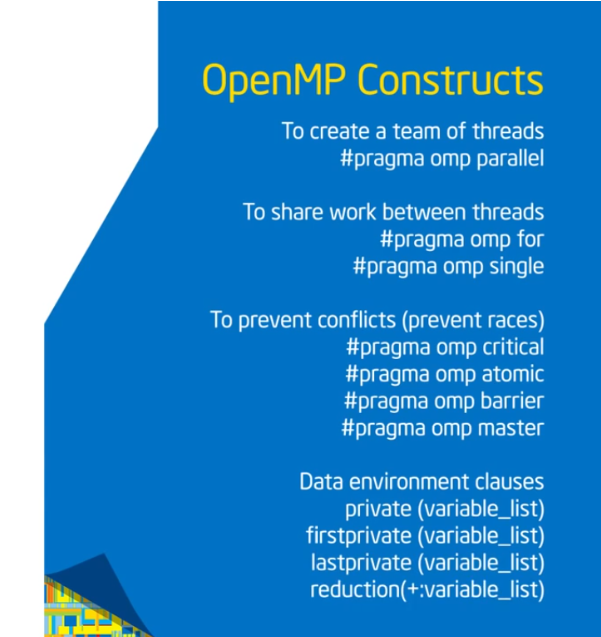 OpenMP Constructs
To create a team of threads
#pragma omp parallel
To share work between threads
#pragma omp for
#pragma omp single
To prevent conflicts (prevent races)
#pragma omp critical
#pragma omp atomic
#pragma omp barrier
#pragma omp master
Data environment clauses
private (variable_list)
firstprivate (variable_list)
lastprivate (variable_list)
reduction(+:variable_list)